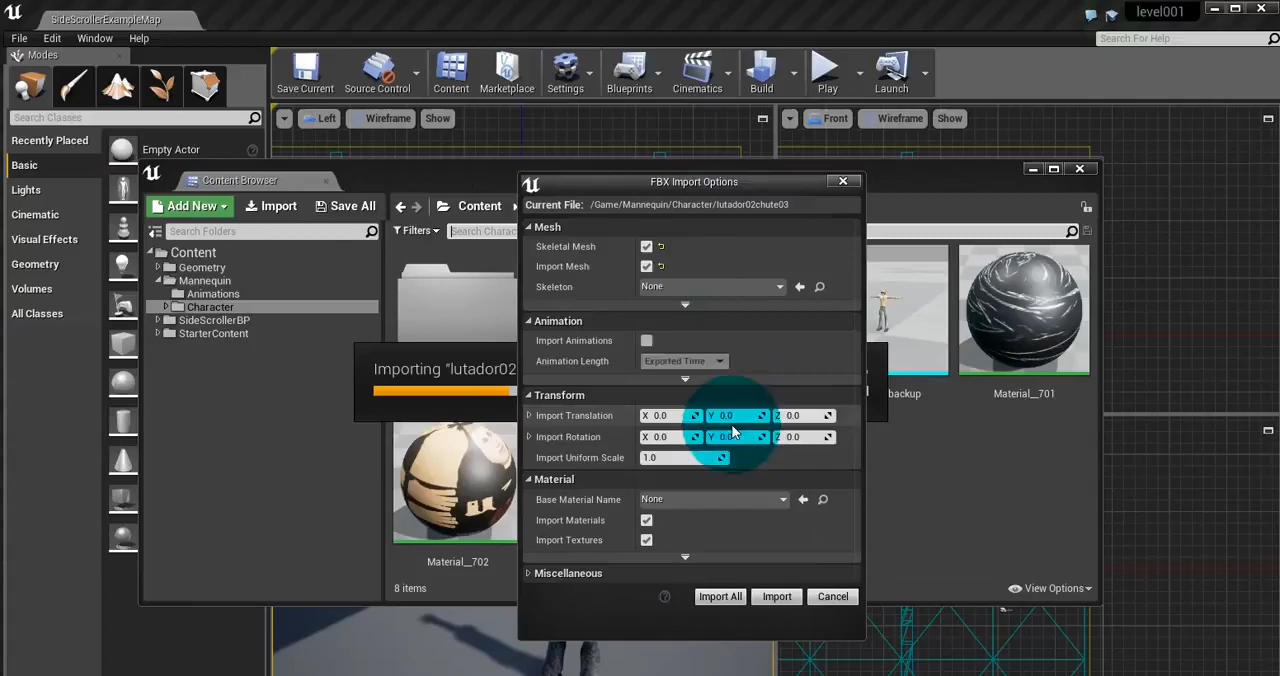 SideScrollerExampleMap
level001
File Edit Window Help
Search For Help
Modes
Save Current
Source Control
Content
Marketplace
Settings
Blueprints
Cinematics
Build
Play
Launch
Search Classes
Recently Placed
Basic
Lights
Cinematic
Visual Effects
Geometry
Volumes
All Classes
Empty Actor
Left Wireframe Show
Front Wireframe Show
Content Browser
Add New Import Save All Content
Search Folders
Filters
Content
Geometry
Mannequin
Animations
Character
SideScrollerBP
StarterContent
Importing "lutador02
backup
Material__701
Material__702
8 items
View Options
FBX Import Options
Current File: /Game/Mannequin/Character/lutador02chute03
Mesh
Skeletal Mesh
Import Mesh
Skeleton None
Animation
Import Animations
Animation Length Exported Time
Transform
Import Translation X 0.0 Y 0.0 Z 0.0
Import Rotation X 0.0 Y 0.0 Z 0.0
Import Uniform Scale 1.0
Material
Base Material Name None
Import Materials
Import Textures
Miscellaneous
Import All Import Cancel